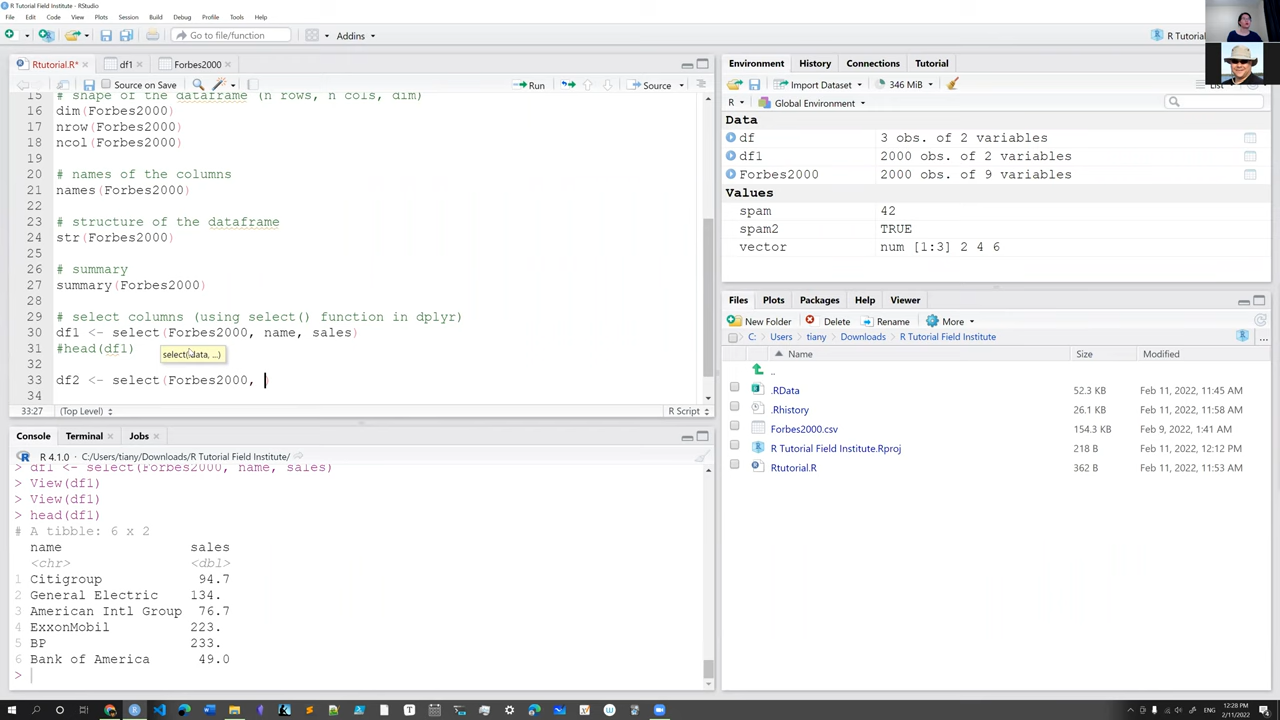 R Tutorial Field Institute - RStudio
File Edit Code View Plots Session Build Debug Profile Tools Help
Go to file/function Addins R Tutorial
Rtutorial.R* df1 Forbes2000
Source on Save Run Source
15 # shape of the dataframe (n rows, n cols, dim)
16 dim(Forbes2000)
17 nrow(Forbes2000)
18 ncol(Forbes2000)
19
20 # names of the columns
21 names(Forbes2000)
22
23 # structure of the dataframe
24 str(Forbes2000)
25
26 # summary
27 summary(Forbes2000)
28
29 # select columns (using select() function in dplyr)
30 df1 <- select(Forbes2000, name, sales)
31 #head(df1)
select(.data, ...)
32
33 df2 <- select(Forbes2000, )
34
33:27 (Top Level) R Script
Console Terminal Jobs
R 4.1.0 . C:/Users/tiany/Downloads/R Tutorial Field Institute/
> df1 <- select(Forbes2000, name, sales)
> View(df1)
> View(df1)
> head(df1)
# A tibble: 6 x 2
name sales
<chr> <dbl>
1 Citigroup 94.7
2 General Electric 134.
3 American Intl Group 76.7
4 ExxonMobil 223.
5 BP 233.
6 Bank of America 49.0
>
Environment History Connections Tutorial
Import Dataset 346 MiB List
R Global Environment
Data
df 3 obs. of 2 variables
df1 2000 obs. of 2 variables
Forbes2000 2000 obs. of 9 variables
Values
spam 42
spam2 TRUE
vector num [1:3] 2 4 6
Files Plots Packages Help Viewer
New Folder Delete Rename More
C: Users tiany Downloads R Tutorial Field Institute ...
Name Size Modified
..
.RData 52.3 KB Feb 11, 2022, 11:45 AM
.Rhistory 26.1 KB Feb 11, 2022, 11:58 AM
Forbes2000.csv 154.3 KB Feb 9, 2022, 1:41 AM
R Tutorial Field Institute.Rproj 218 B Feb 11, 2022, 12:12 PM
Rtutorial.R 362 B Feb 11, 2022, 11:53 AM
ENG 12:28 PM
2/11/2022